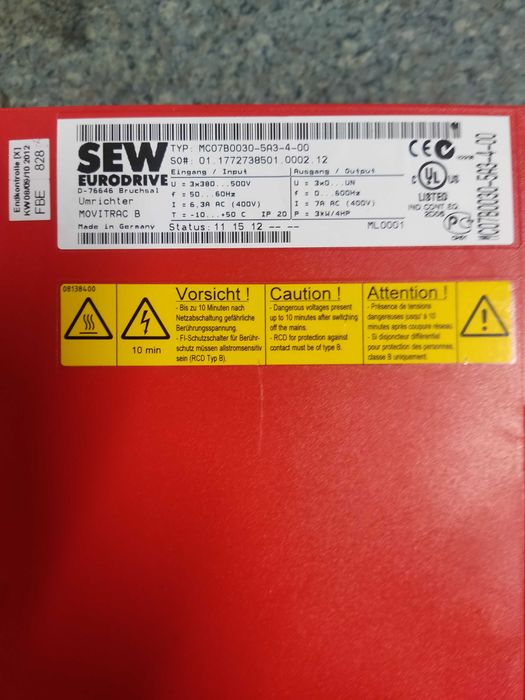 SEW
EURODRIVE
D-76646 Bruchsal
Umrichter
MOVITRAC B
Made in Germany
TYP: MC07B0030-5A3-4-00
SO#: 01.1772738501.0002.12
Eingang / Input
U = 3x380...500V
f = 50...60Hz
I = 6,3A AC (400V)
T = -10...+50 C IP 20
Status: 11 15 12 -- -- --
Ausgang / Output
U = 3x0...UN
f = 0...600Hz
I = 7A AC (400V)
P = 3kW/4HP
ML0001
CE
UL
LISTED
IND.CONT.EQ.
MC07B0030-5A3-4-00
Endkontrolle [X]
FBE 828
08138400
10 min
Vorsicht !
- Bis zu 10 Minuten nach
Netzabschaltung gefährliche
Berührungsspannung.
- FI-Schutzschalter für Berühr-
schutz müssen allstromsensitiv
sein (RCD Typ B).
Caution !
- Dangerous voltages present
up to 10 minutes after switching
off the mains.
- RCD for protection against
contact must be of type B.
Attention !
- Présence de tensions
dangereuses jusqu'à 10
minutes après coupure réseau
- Si disjoncteur différentiel
pour protection des personnes,
classe B uniquement.